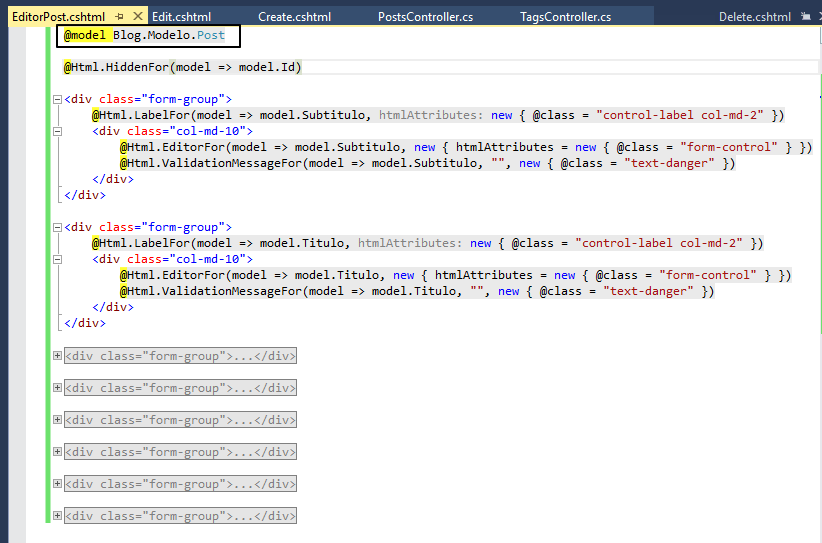 EditorPost.cshtml Edit.cshtml Create.cshtml PostsController.cs TagsController.cs Delete.cshtml
@model Blog.Modelo.Post
@Html.HiddenFor(model => model.Id)
<div class="form-group">
@Html.LabelFor(model => model.Subtitulo, htmlAttributes: new { @class = "control-label col-md-2" })
<div class="col-md-10">
@Html.EditorFor(model => model.Subtitulo, new { htmlAttributes = new { @class = "form-control" } })
@Html.ValidationMessageFor(model => model.Subtitulo, "", new { @class = "text-danger" })
</div>
</div>
<div class="form-group">
@Html.LabelFor(model => model.Titulo, htmlAttributes: new { @class = "control-label col-md-2" })
<div class="col-md-10">
@Html.EditorFor(model => model.Titulo, new { htmlAttributes = new { @class = "form-control" } })
@Html.ValidationMessageFor(model => model.Titulo, "", new { @class = "text-danger" })
</div>
</div>
<div class="form-group">...</div>
<div class="form-group">...</div>
<div class="form-group">...</div>
<div class="form-group">...</div>
<div class="form-group">...</div>
<div class="form-group">...</div>